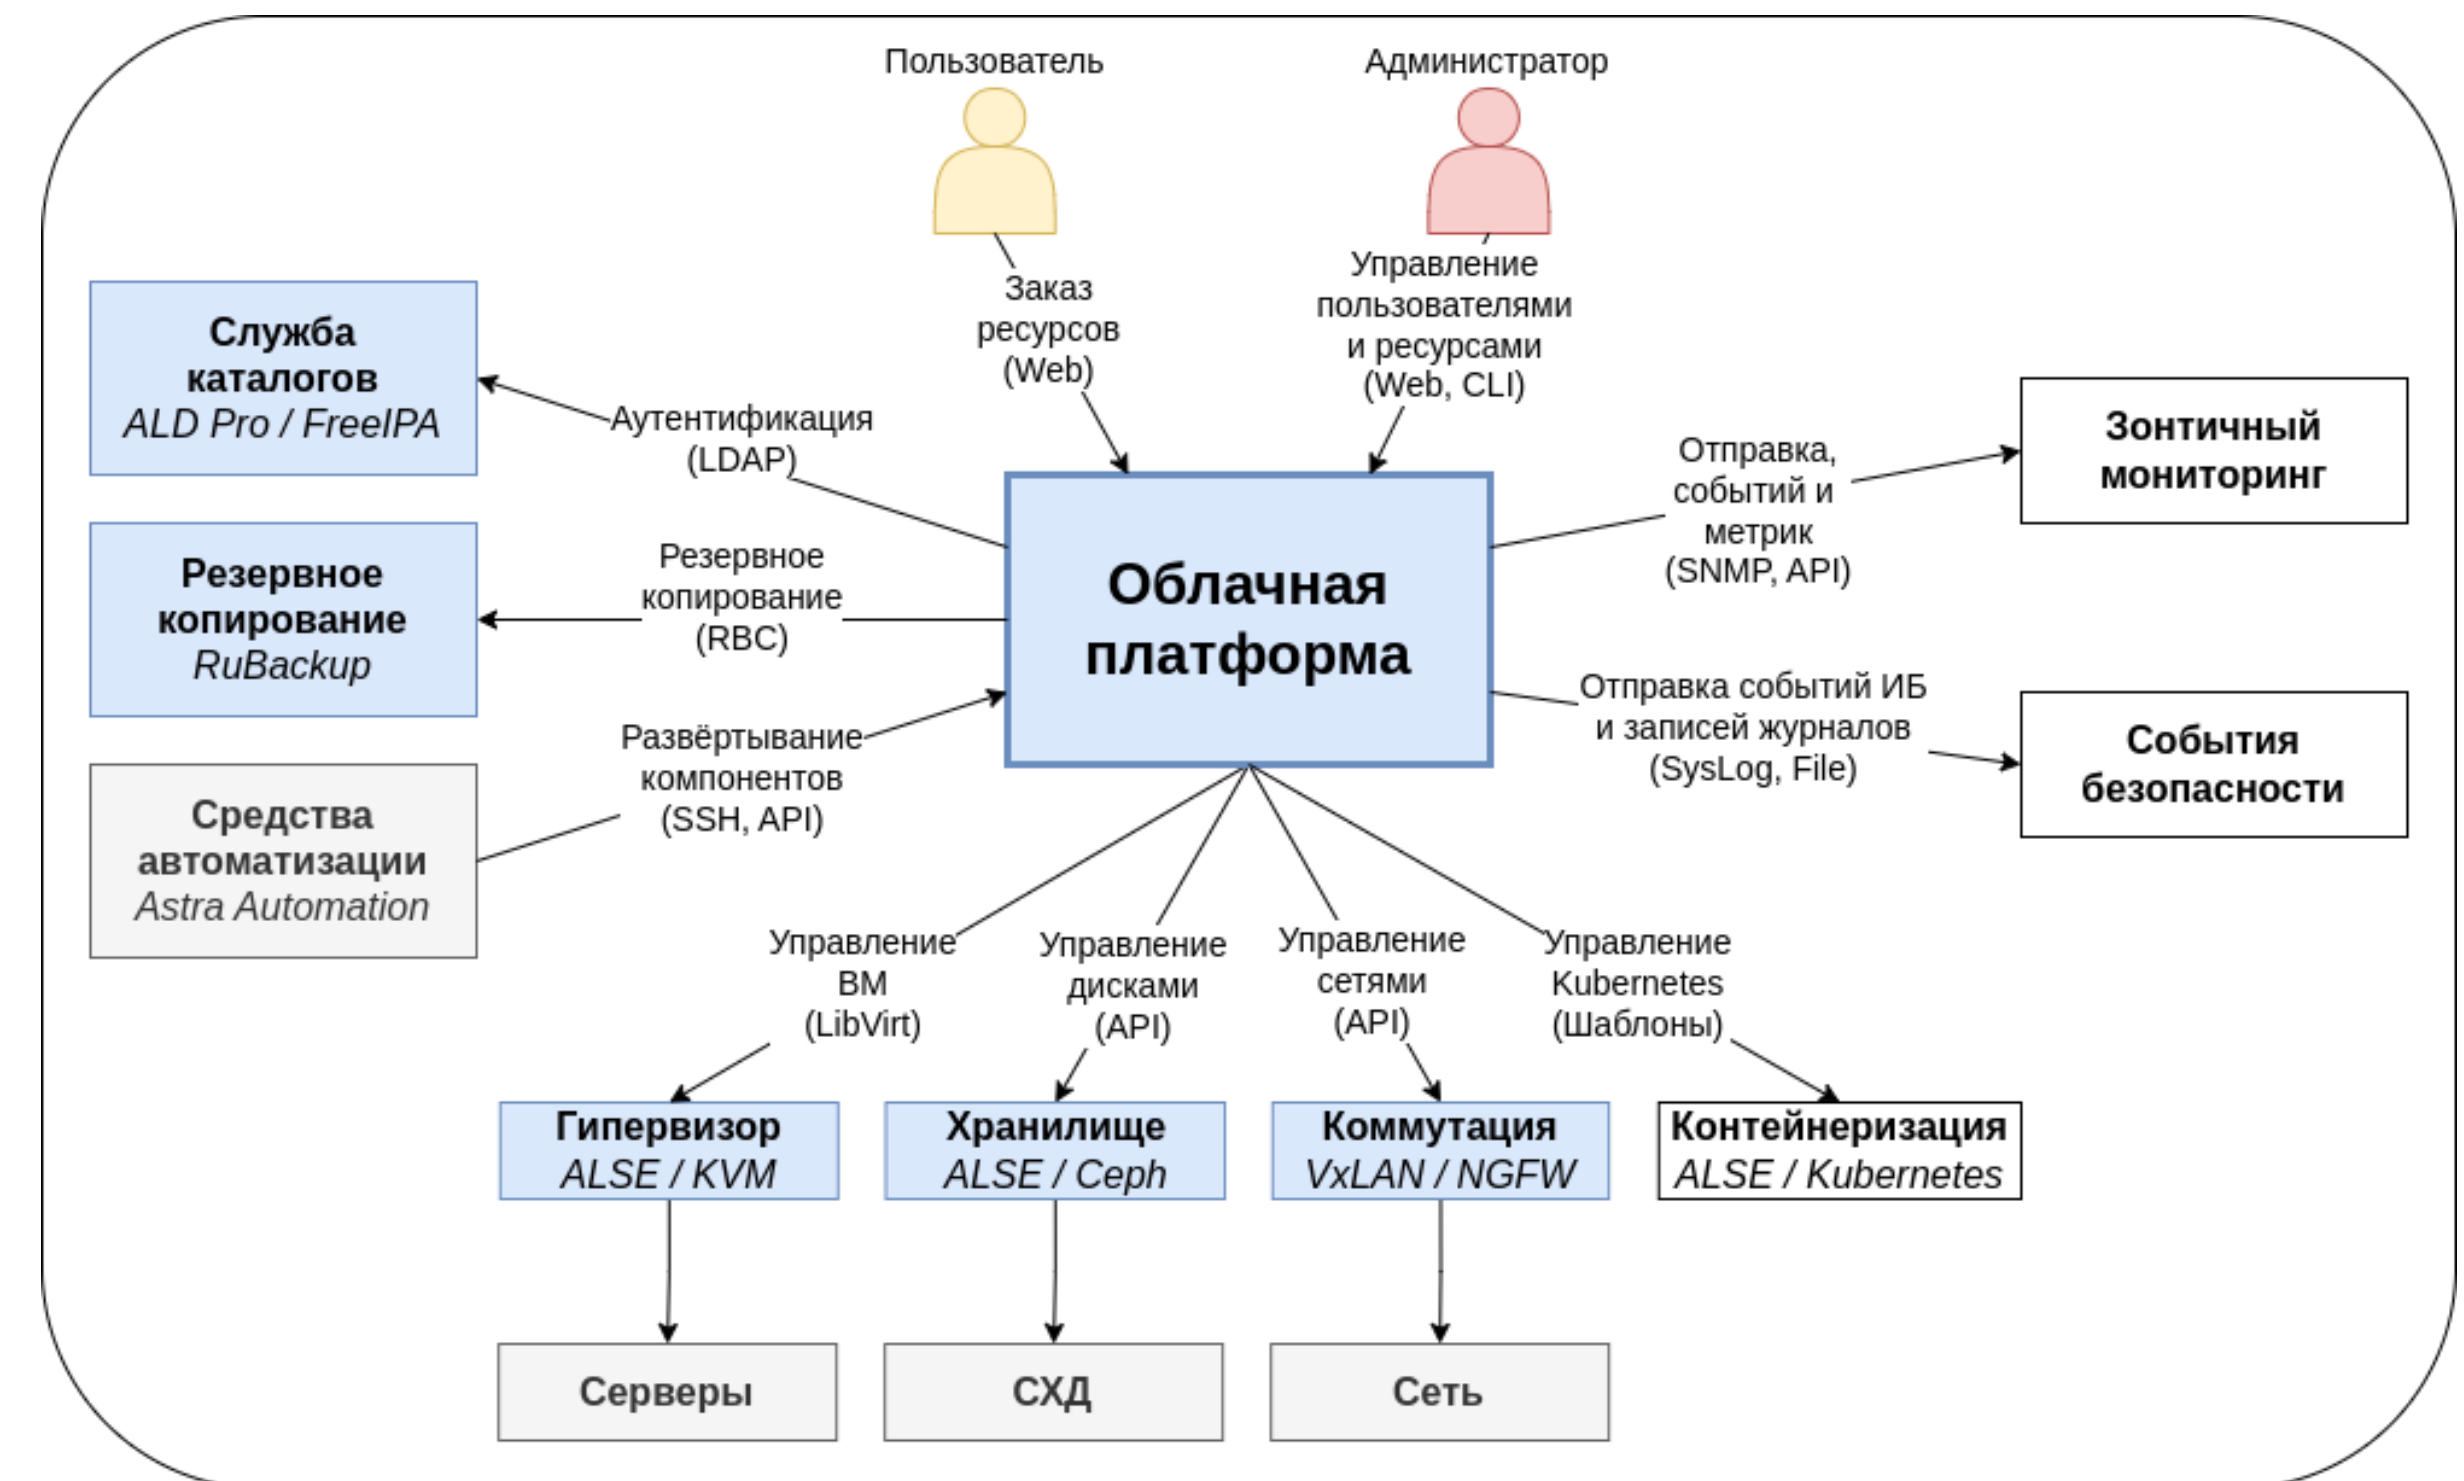 Пользователь
Администратор
Заказ
ресурсов
(Web)
Управление
пользователями
и ресурсами
(Web, CLI)
Служба
каталогов
ALD Pro / FreeIPA
Аутентификация
(LDAP)
Отправка,
событий и
метрик
(SNMP, API)
Зонтичный
мониторинг
Облачная
платформа
Резервное
копирование
RuBackup
Резервное
копирование
(RBC)
Отправка событий ИБ
и записей журналов
(SysLog, File)
События
безопасности
Средства
автоматизации
Astra Automation
Развёртывание
компонентов
(SSH, API)
Управление
ВМ
(LibVirt)
Управление
дисками
(API)
Управление
сетями
(API)
Управление
Kubernetes
(Шаблоны)
Гипервизор
ALSE / KVM
Хранилище
ALSE / Ceph
Коммутация
VxLAN / NGFW
Контейнеризация
ALSE / Kubernetes
Серверы
СХД
Сеть